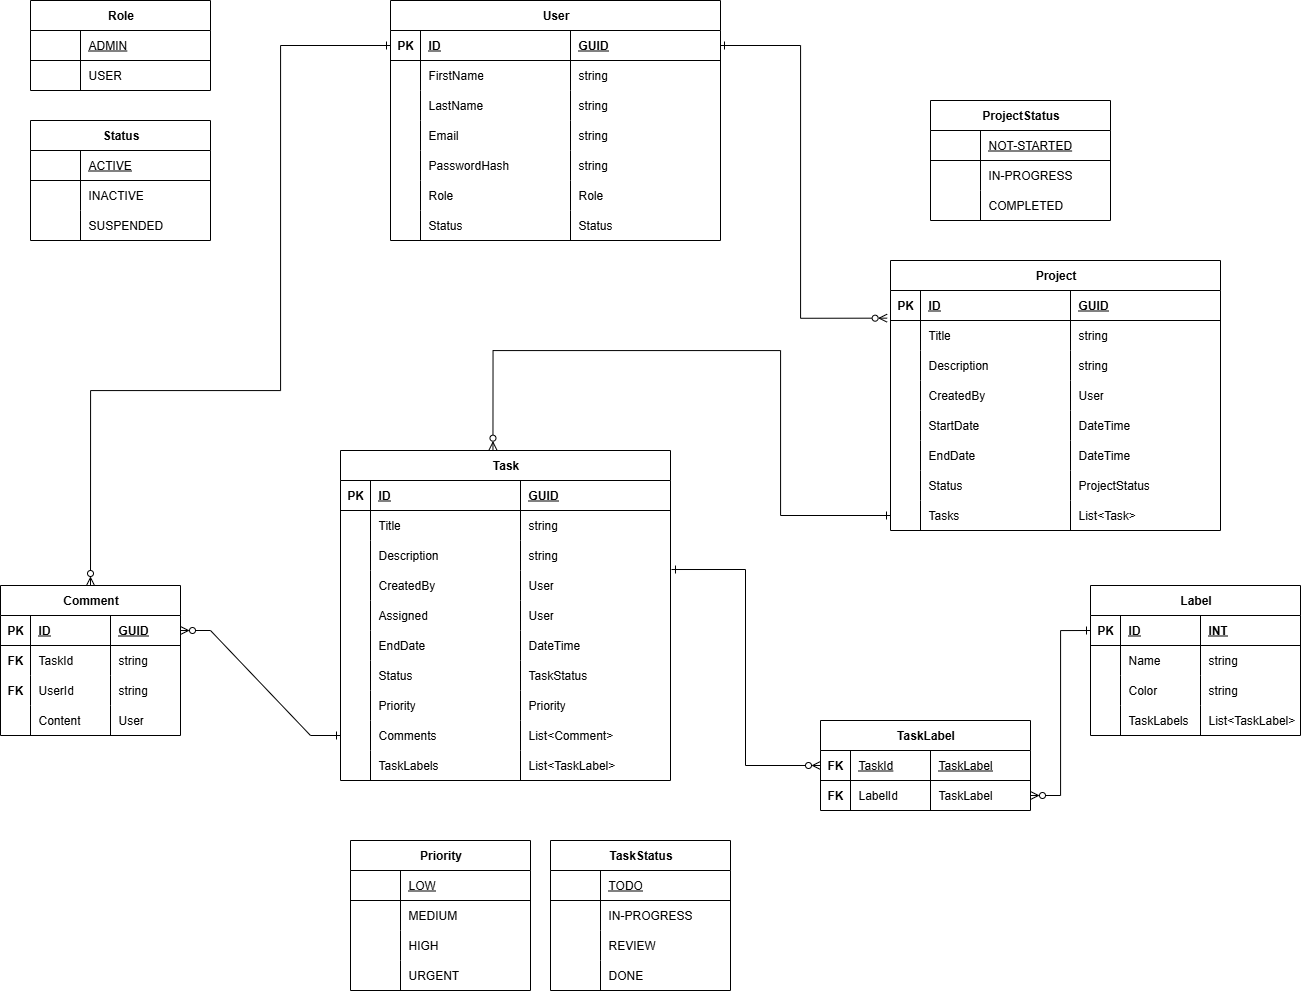 Role
ADMIN
USER
Status
ACTIVE
INACTIVE
SUSPENDED
User
PK ID GUID
FirstName string
LastName string
Email string
PasswordHash string
Role Role
Status Status
ProjectStatus
NOT-STARTED
IN-PROGRESS
COMPLETED
Project
PK ID GUID
Title string
Description string
CreatedBy User
StartDate DateTime
EndDate DateTime
Status ProjectStatus
Tasks List<Task>
Task
PK ID GUID
Title string
Description string
CreatedBy User
Assigned User
EndDate DateTime
Status TaskStatus
Priority Priority
Comments List<Comment>
TaskLabels List<TaskLabel>
Comment
PK ID GUID
FK TaskId string
FK UserId string
Content User
Label
PK ID INT
Name string
Color string
TaskLabels List<TaskLabel>
TaskLabel
FK TaskId TaskLabel
FK LabelId TaskLabel
Priority
LOW
MEDIUM
HIGH
URGENT
TaskStatus
TODO
IN-PROGRESS
REVIEW
DONE